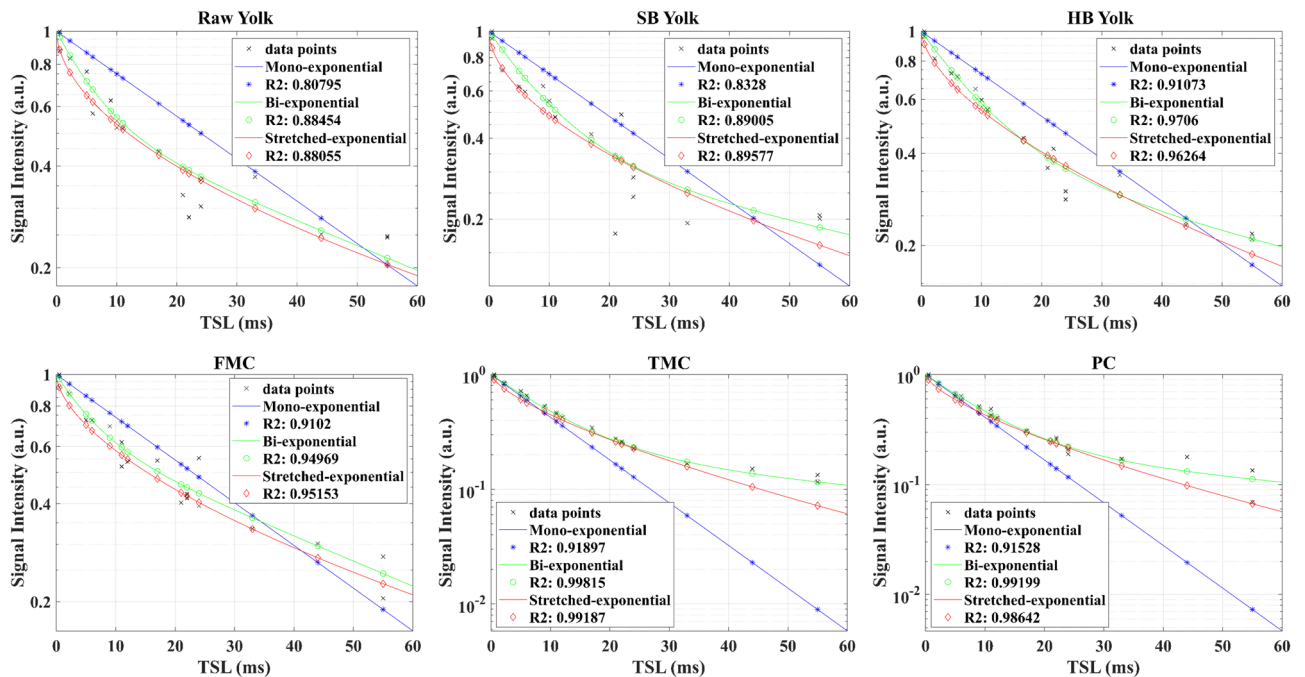 Raw Yolk
Signal Intensity (a.u.)
1
0.8
0.6
0.4
0.2
0 10 20 30 40 50 60
TSL (ms)
data points
Mono-exponential
R2: 0.80795
Bi-exponential
R2: 0.88454
Stretched-exponential
R2: 0.88055
SB Yolk
Signal Intensity (a.u.)
1
0.8
0.6
0.4
0.2
0 10 20 30 40 50 60
TSL (ms)
data points
Mono-exponential
R2: 0.8328
Bi-exponential
R2: 0.89005
Stretched-exponential
R2: 0.89577
HB Yolk
Signal Intensity (a.u.)
1
0.8
0.6
0.4
0.2
0 10 20 30 40 50 60
TSL (ms)
data points
Mono-exponential
R2: 0.91073
Bi-exponential
R2: 0.9706
Stretched-exponential
R2: 0.96264
FMC
Signal Intensity (a.u.)
1
0.8
0.6
0.4
0.2
0 10 20 30 40 50 60
TSL (ms)
data points
Mono-exponential
R2: 0.9102
Bi-exponential
R2: 0.94969
Stretched-exponential
R2: 0.95153
TMC
Signal Intensity (a.u.)
10⁰
10⁻¹
10⁻²
0 10 20 30 40 50 60
TSL (ms)
data points
Mono-exponential
R2: 0.91897
Bi-exponential
R2: 0.99815
Stretched-exponential
R2: 0.99187
PC
Signal Intensity (a.u.)
10⁰
10⁻¹
10⁻²
0 10 20 30 40 50 60
TSL (ms)
data points
Mono-exponential
R2: 0.91528
Bi-exponential
R2: 0.99199
Stretched-exponential
R2: 0.98642